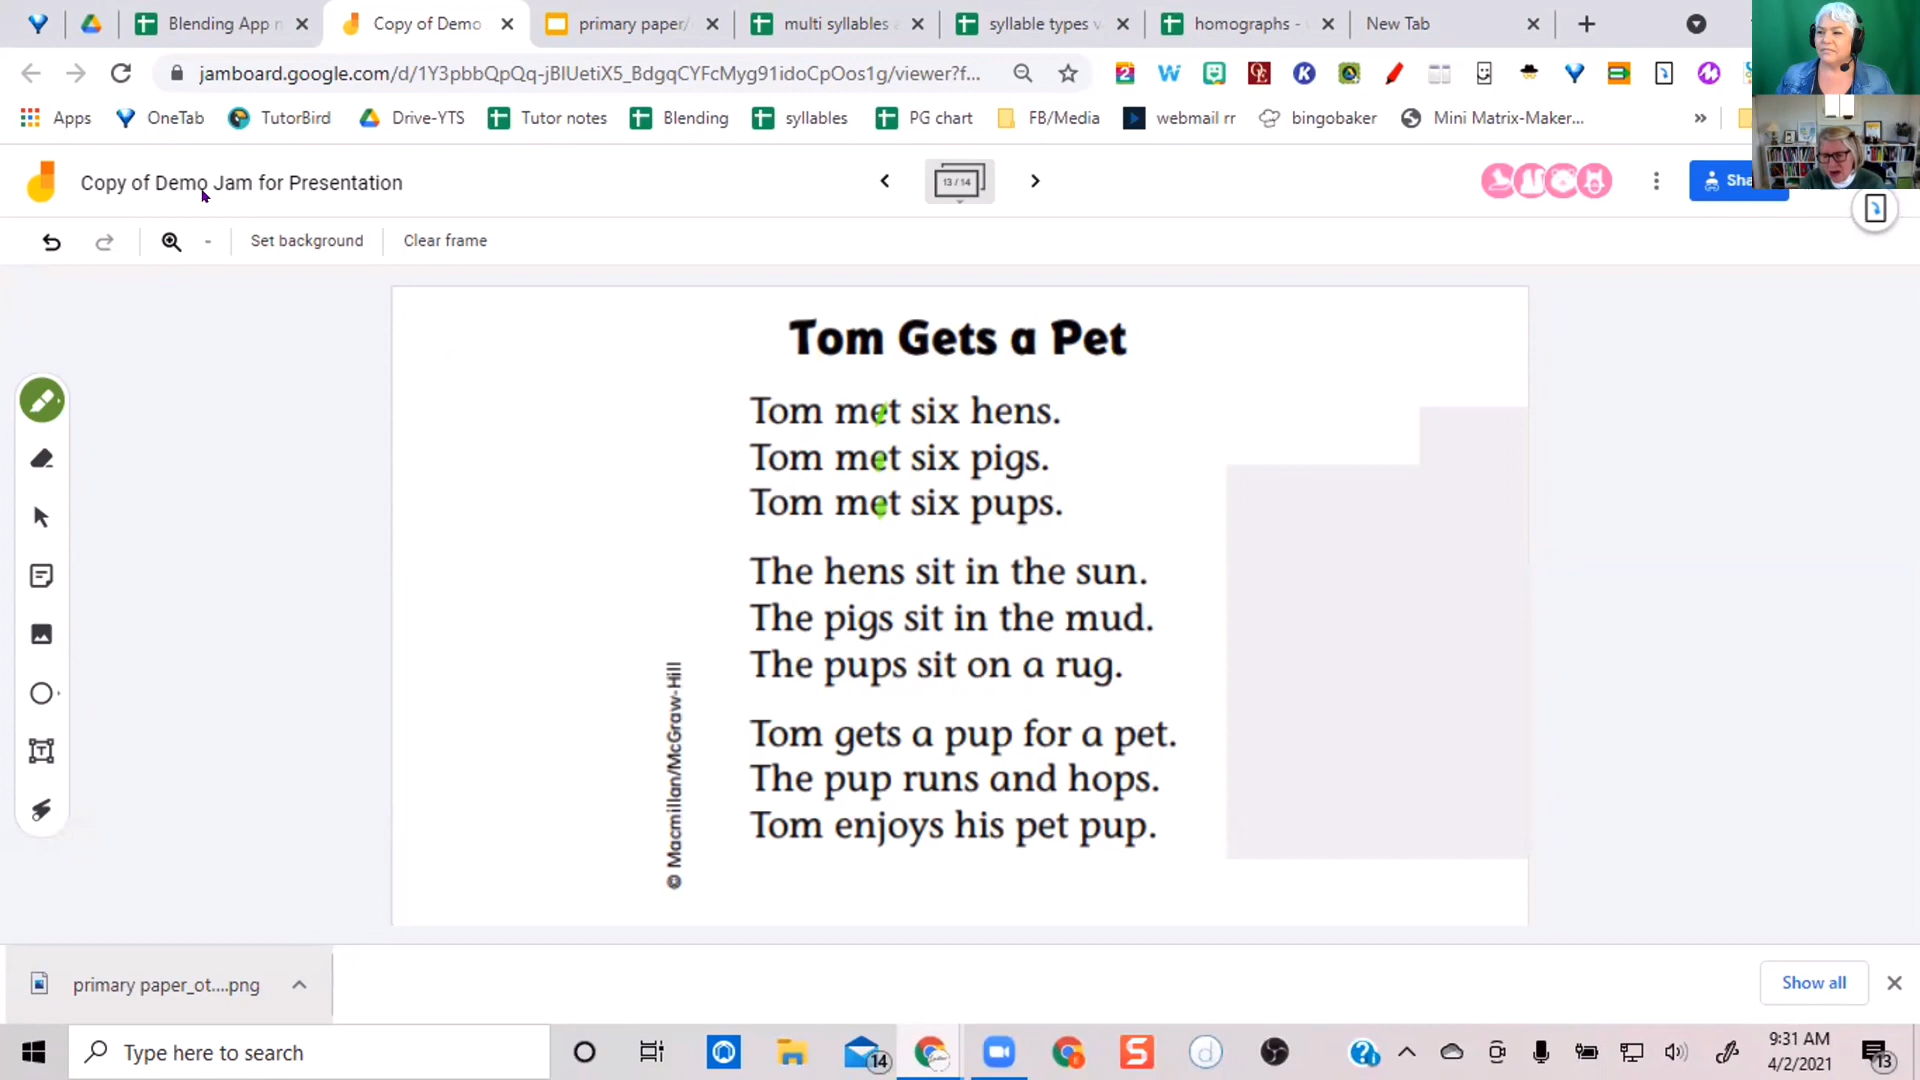 Blending App n
Copy of Demo
primary paper/
multi syllables
syllable types v
homographs -
New Tab
jamboard.google.com/d/1Y3pbbQpQq-jBlUetiX5_BdgqCYFcMyg91idoCpOos1g/viewer?f...
Apps
OneTab
TutorBird
Drive-YTS
Tutor notes
Blending
syllables
PG chart
FB/Media
webmail rr
bingobaker
Mini Matrix-Maker...
»
Copy of Demo Jam for Presentation
13 / 14
Sha
Set background
Clear frame
Tom Gets a Pet
Tom met six hens.
Tom met six pigs.
Tom met six pups.
The hens sit in the sun.
The pigs sit in the mud.
The pups sit on a rug.
Tom gets a pup for a pet.
The pup runs and hops.
Tom enjoys his pet pup.
© Macmillan/McGraw-Hill
primary paper_ot....png
Show all
Type here to search
14
9:31 AM
4/2/2021
13